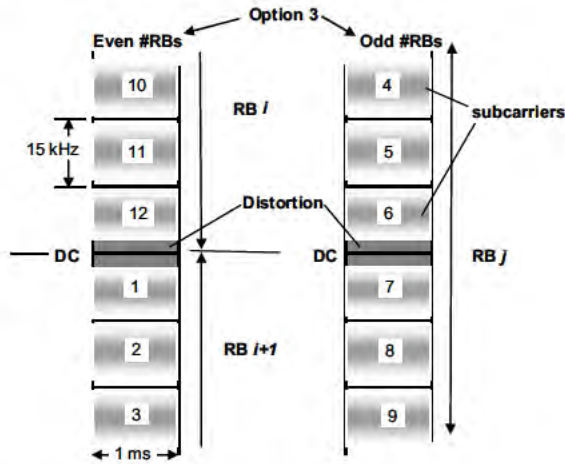 Option 3
Even #RBs
Odd #RBs
10
4
RB i
subcarriers
15 kHz
11
5
12
Distortion
6
DC
DC
RB j
1
7
2
RB i+1
8
3
9
1 ms